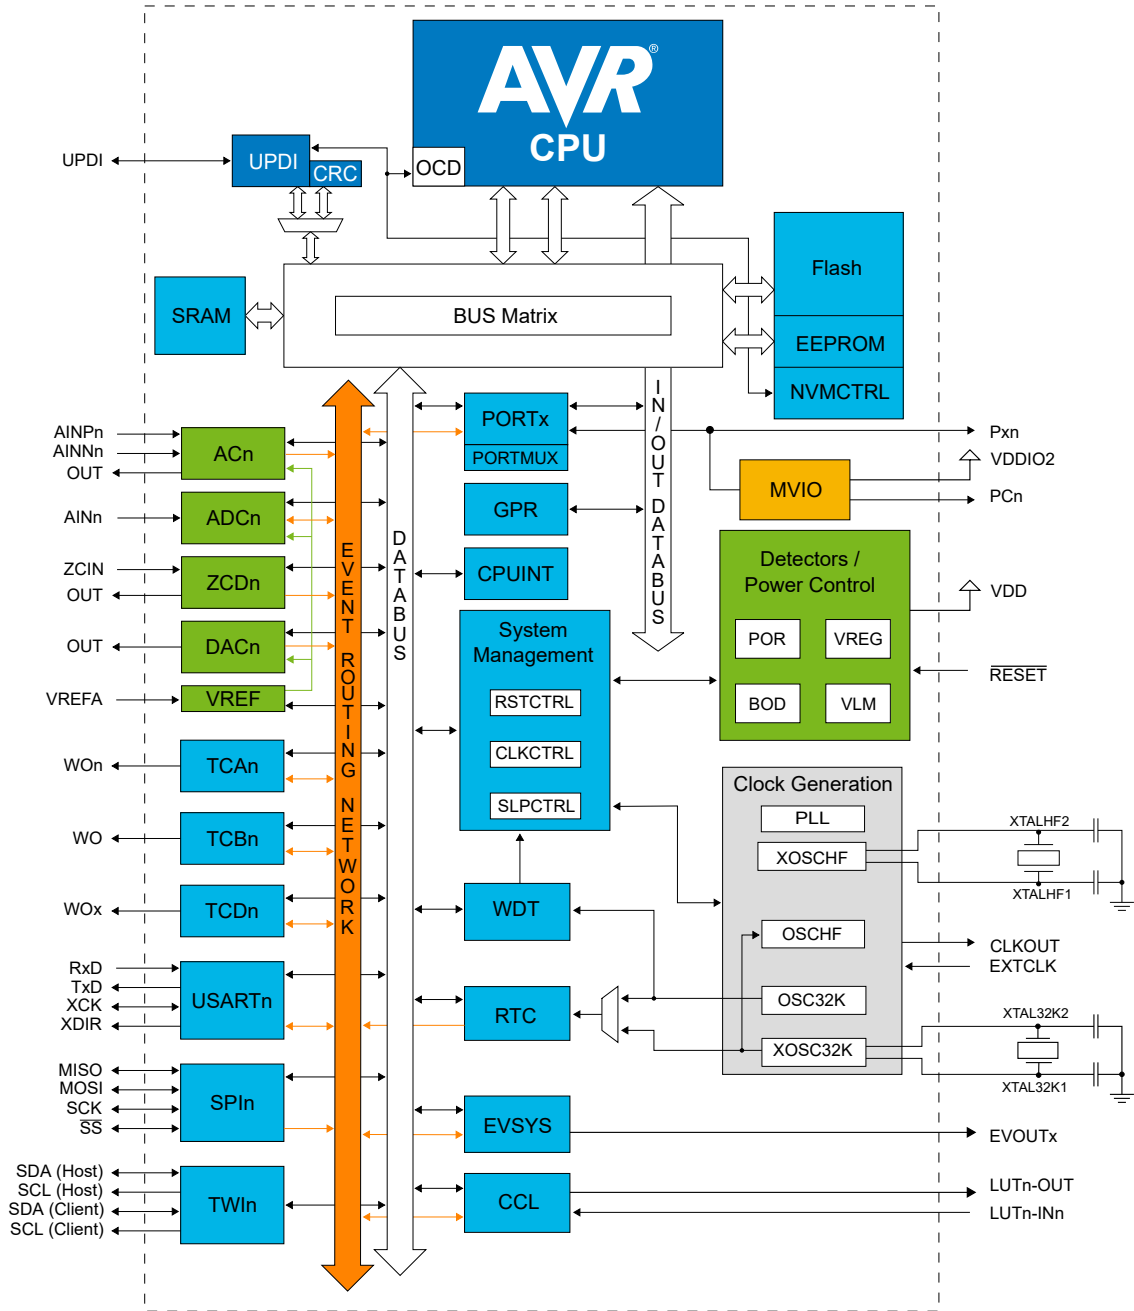 AVR®
CPU
OCD
UPDI
UPDI
CRC
Flash
SRAM
BUS Matrix
EEPROM
NVMCTRL
IN/OUT DATABUS
DATABUS
EVENT ROUTING NETWORK
PORTx
PORTMUX
GPR
CPUINT
AINPn
AINNn
OUT
ACn
AINn
ADCn
ZCIN
OUT
ZCDn
OUT
DACn
VREFA
VREF
WOn
TCAn
WO
TCBn
WOx
TCDn
RxD
TxD
XCK
XDIR
USARTn
MISO
MOSI
SCK
SS
SPIn
SDA (Host)
SCL (Host)
SDA (Client)
SCL (Client)
TWIn
System
Management
RSTCTRL
CLKCTRL
SLPCTRL
WDT
RTC
EVSYS
CCL
Pxn
VDDIO2
MVIO
PCn
Detectors /
Power Control
POR
VREG
BOD
VLM
VDD
RESET
Clock Generation
PLL
XOSCHF
OSCHF
OSC32K
XOSC32K
XTALHF2
XTALHF1
CLKOUT
EXTCLK
XTAL32K2
XTAL32K1
EVOUTx
LUTn-OUT
LUTn-INn